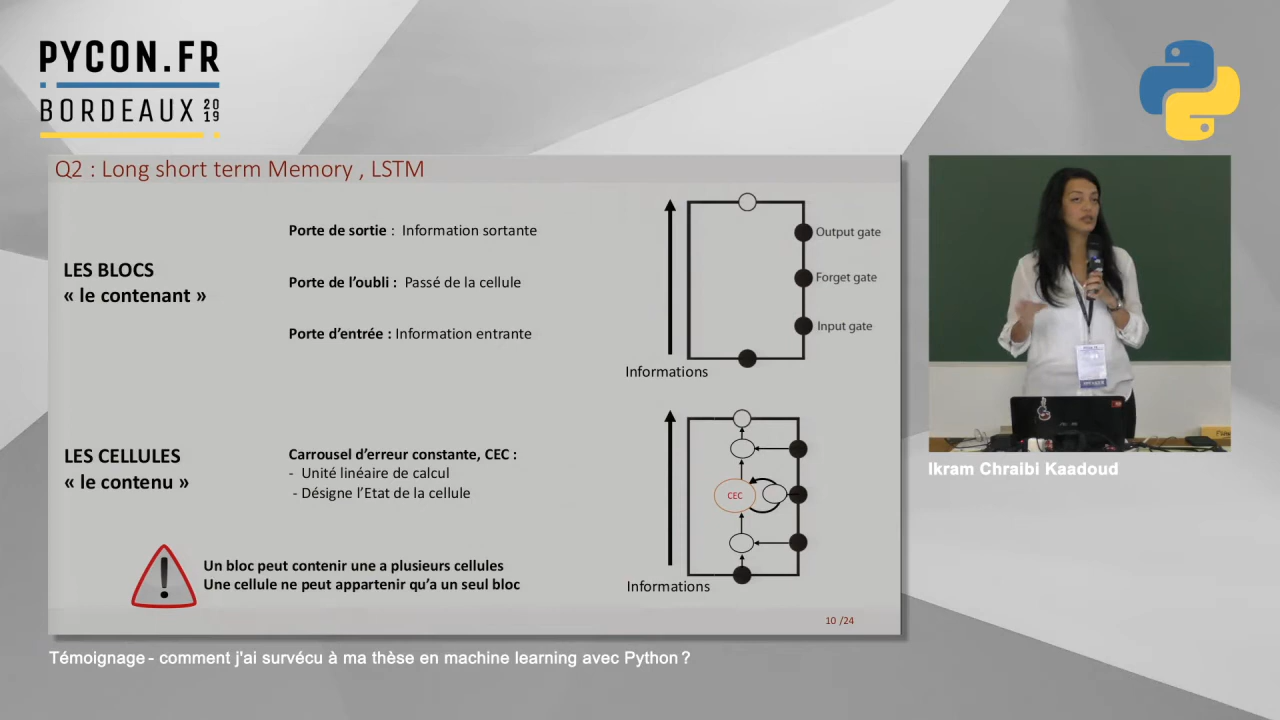 PYCON.FR
BORDEAUX 2019
Q2 : Long short term Memory , LSTM
LES BLOCS
« le contenant »
Porte de sortie : Information sortante
Porte de l'oubli : Passé de la cellule
Porte d'entrée : Information entrante
Output gate
Forget gate
Input gate
Informations
LES CELLULES
« le contenu »
Carrousel d'erreur constante, CEC :
- Unité linéaire de calcul
- Désigne l'Etat de la cellule
CEC
Informations
Un bloc peut contenir une a plusieurs cellules
Une cellule ne peut appartenir qu'a un seul bloc
10 /24
Ikram Chraibi Kaadoud
Témoignage - comment j'ai survécu à ma thèse en machine learning avec Python ?